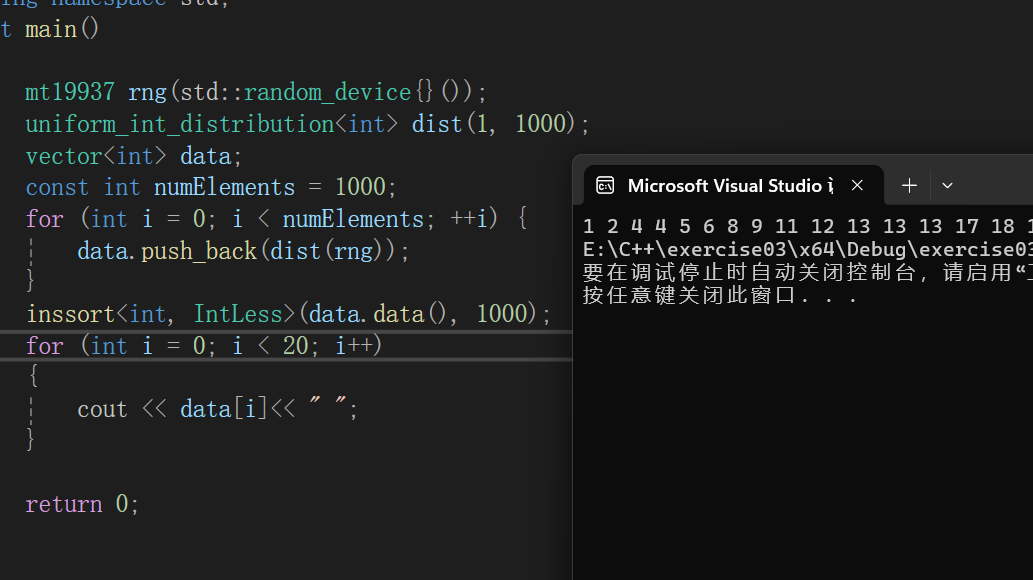 ing namespace std;
t main()
mt19937 rng(std::random_device{}());
uniform_int_distribution<int> dist(1, 1000);
vector<int> data;
const int numElements = 1000;
for (int i = 0; i < numElements; ++i) {
data.push_back(dist(rng));
}
inssort<int, IntLess>(data.data(), 1000);
for (int i = 0; i < 20; i++)
{
cout << data[i]<< " ";
}
return 0;
Microsoft Visual Studio
1 2 4 4 5 6 8 9 11 12 13 13 13 17 18
E:\C++\exercise03\x64\Debug\exercise03
要在调试停止时自动关闭控制台，请启用“
按任意键关闭此窗口. . .